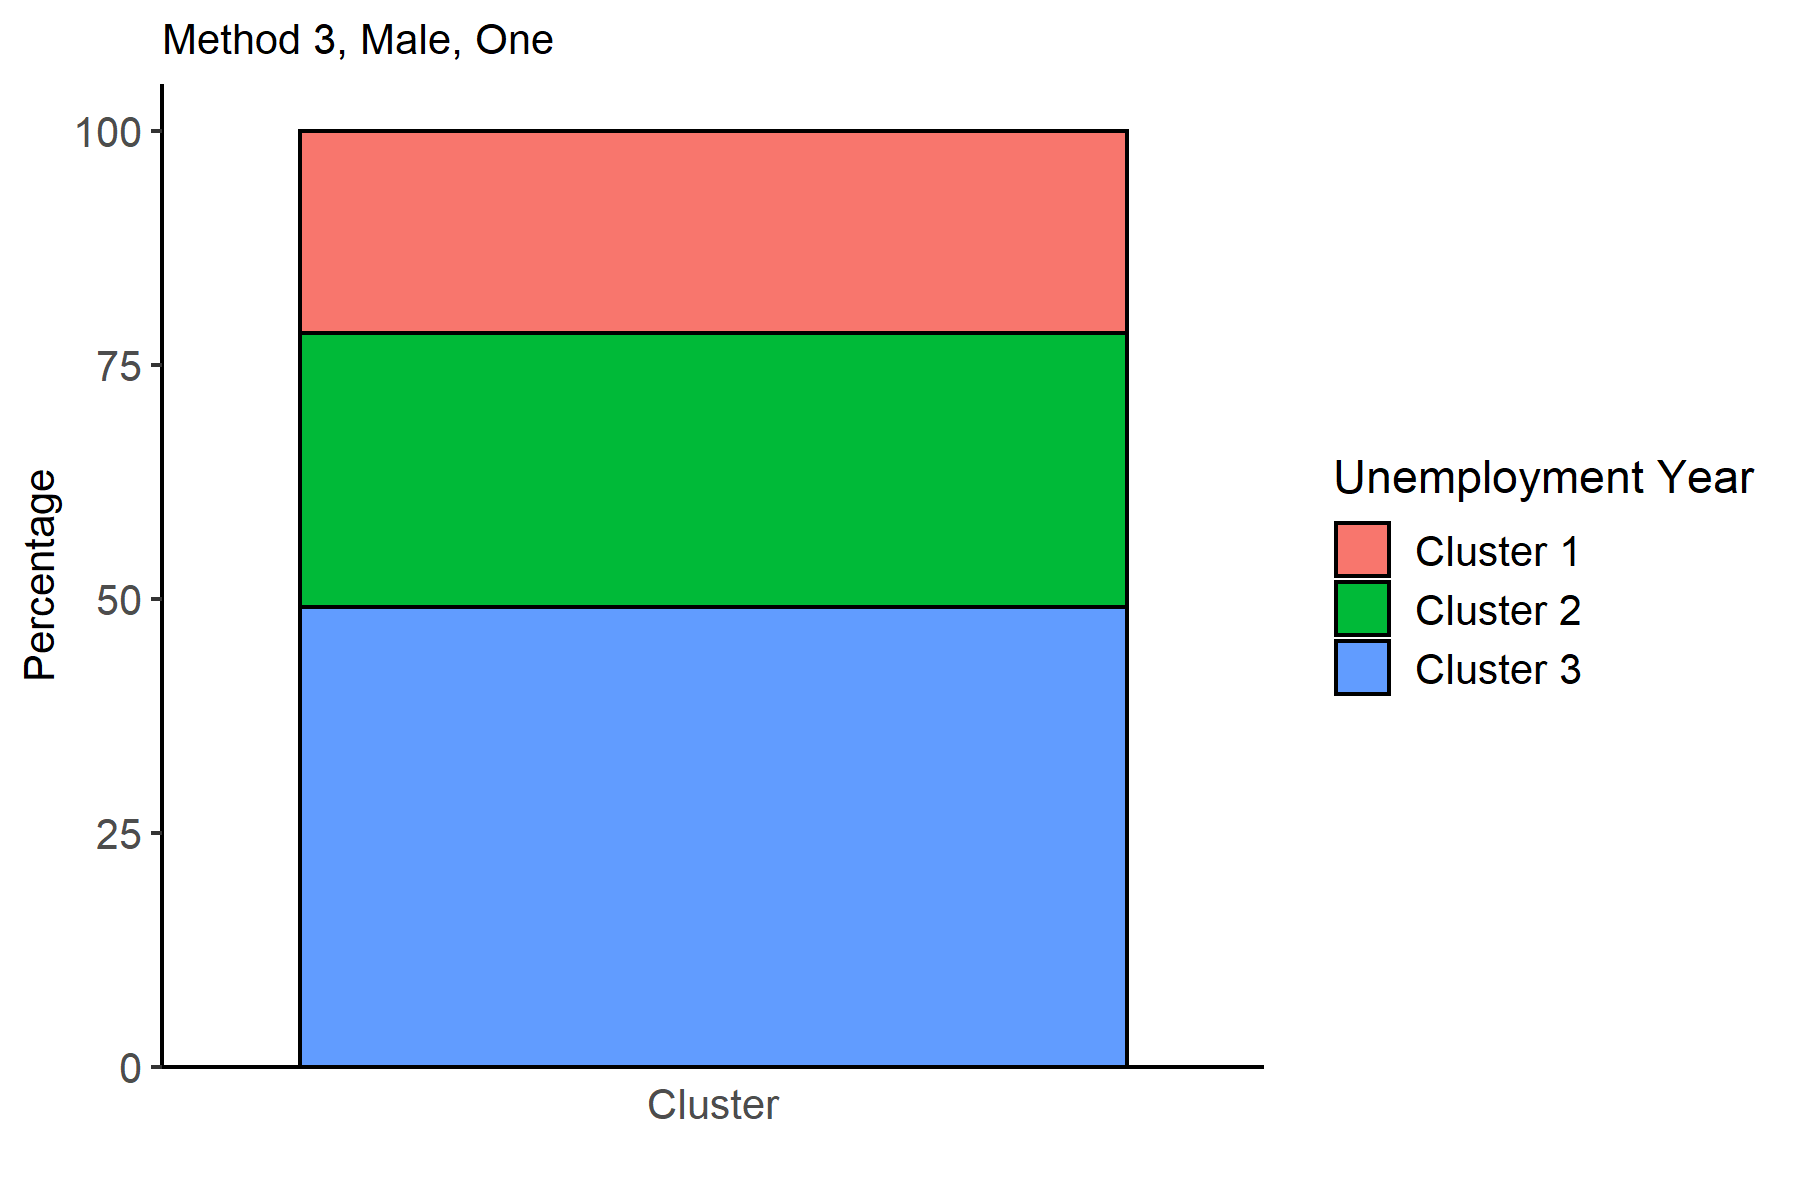 Method 3, Male, One
Percentage
100
75
50
25
0
Cluster
Unemployment Year
Cluster 1
Cluster 2
Cluster 3